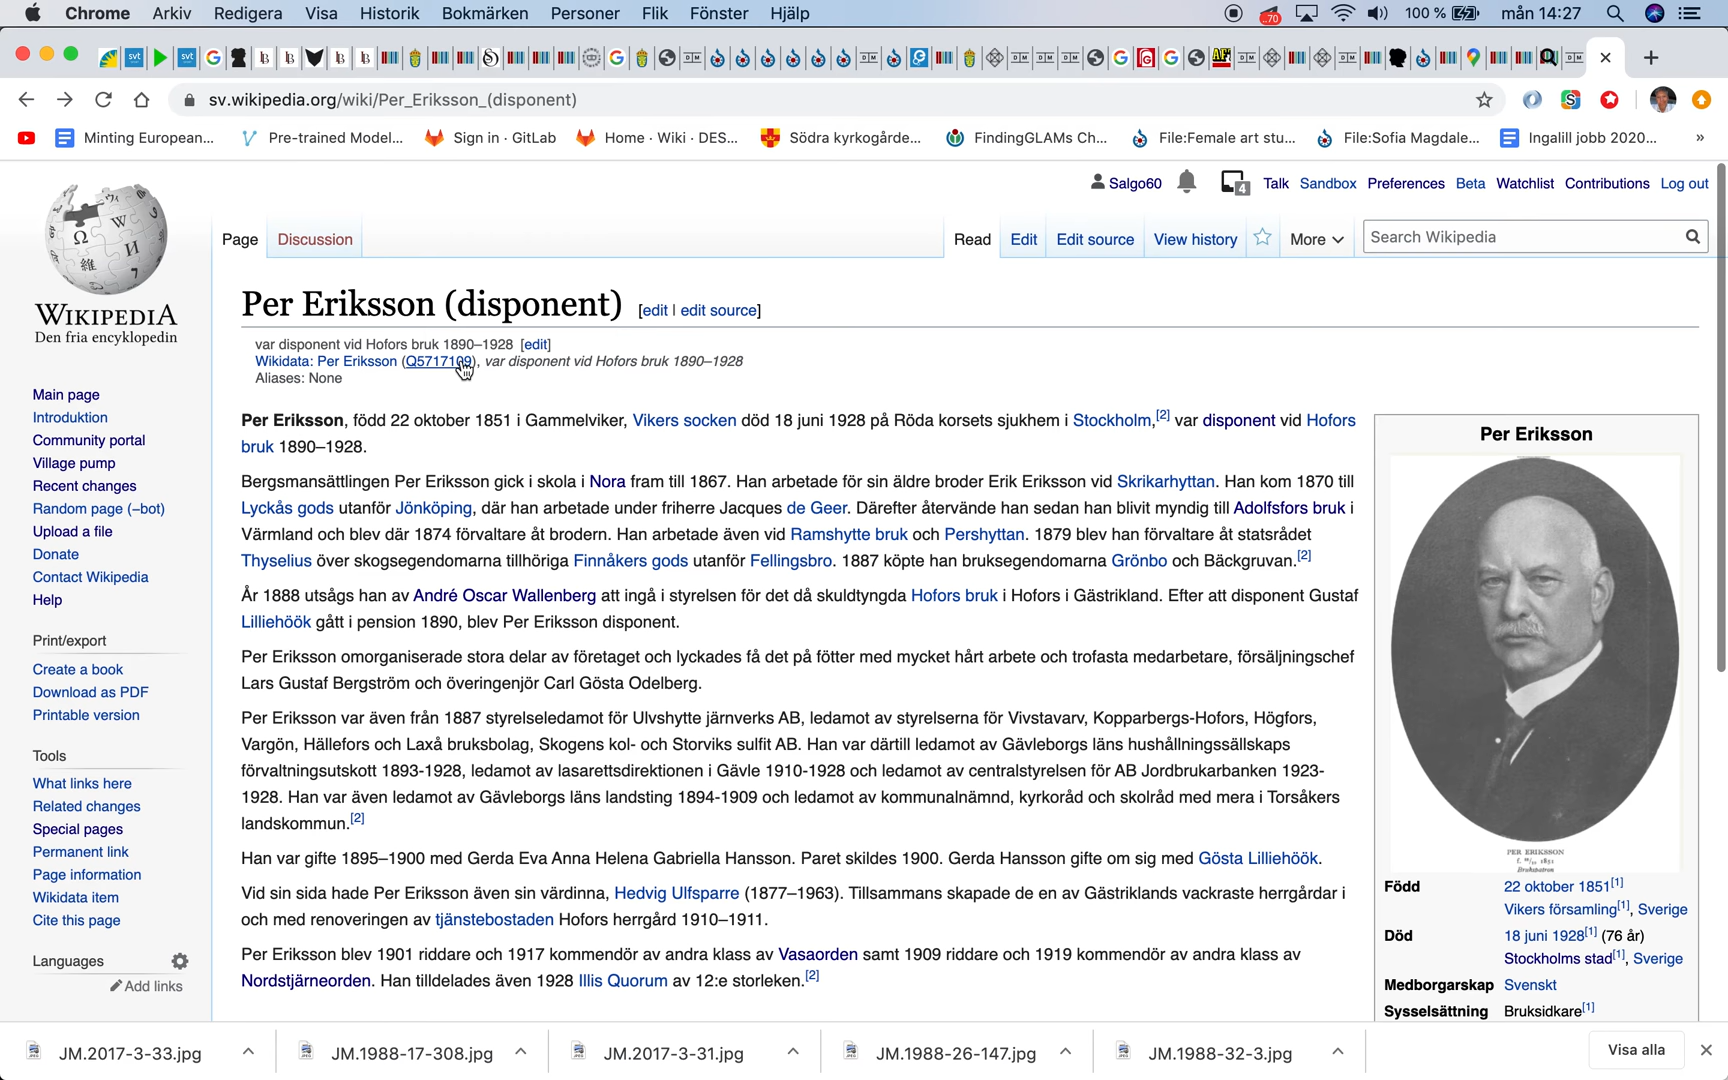 Chrome Arkiv Redigera Visa Historik Bokmärken Personer Flik Fönster Hjälp ..70 100 % mån 14:27
sv.wikipedia.org/wiki/Per_Eriksson_(disponent)
Minting European... Pre-trained Model... Sign in · GitLab Home · Wiki · DES... Södra kyrkogårde... FindingGLAMs Ch... File:Female art stu... File:Sofia Magdale... Ingalill jobb 2020... »
Salgo60 4 Talk Sandbox Preferences Beta Watchlist Contributions Log out
Page Discussion Read Edit Edit source View history More Search Wikipedia
WIKIPEDIA
Den fria encyklopedin
Main page
Introduktion
Community portal
Village pump
Recent changes
Random page (−bot)
Upload a file
Donate
Contact Wikipedia
Help
Print/export
Create a book
Download as PDF
Printable version
Tools
What links here
Related changes
Special pages
Permanent link
Page information
Wikidata item
Cite this page
Languages
Add links
Per Eriksson (disponent) [edit | edit source]
var disponent vid Hofors bruk 1890–1928 [edit]
Wikidata: Per Eriksson (Q5717109), var disponent vid Hofors bruk 1890–1928
Aliases: None
Per Eriksson, född 22 oktober 1851 i Gammelviker, Vikers socken död 18 juni 1928 på Röda korsets sjukhem i Stockholm,[2] var disponent vid Hofors
bruk 1890–1928.
Bergsmansättlingen Per Eriksson gick i skola i Nora fram till 1867. Han arbetade för sin äldre broder Erik Eriksson vid Skrikarhyttan. Han kom 1870 till
Lyckås gods utanför Jönköping, där han arbetade under friherre Jacques de Geer. Därefter återvände han sedan han blivit myndig till Adolfsfors bruk i
Värmland och blev där 1874 förvaltare åt brodern. Han arbetade även vid Ramshytte bruk och Pershyttan. 1879 blev han förvaltare åt statsrådet
Thyselius över skogsegendomarna tillhöriga Finnåkers gods utanför Fellingsbro. 1887 köpte han bruksegendomarna Grönbo och Bäckgruvan.[2]
År 1888 utsågs han av André Oscar Wallenberg att ingå i styrelsen för det då skuldtyngda Hofors bruk i Hofors i Gästrikland. Efter att disponent Gustaf
Lilliehöök gått i pension 1890, blev Per Eriksson disponent.
Per Eriksson omorganiserade stora delar av företaget och lyckades få det på fötter med mycket hårt arbete och trofasta medarbetare, försäljningschef
Lars Gustaf Bergström och överingenjör Carl Gösta Odelberg.
Per Eriksson var även från 1887 styrelseledamot för Ulvshytte järnverks AB, ledamot av styrelserna för Vivstavarv, Kopparbergs-Hofors, Högfors,
Vargön, Hällefors och Laxå bruksbolag, Skogens kol- och Storviks sulfit AB. Han var därtill ledamot av Gävleborgs läns hushållningssällskaps
förvaltningsutskott 1893-1928, ledamot av lasarettsdirektionen i Gävle 1910-1928 och ledamot av centralstyrelsen för AB Jordbrukarbanken 1923-
1928. Han var även ledamot av Gävleborgs läns landsting 1894-1909 och ledamot av kommunalnämnd, kyrkoråd och skolråd med mera i Torsåkers
landskommun.[2]
Han var gifte 1895–1900 med Gerda Eva Anna Helena Gabriella Hansson. Paret skildes 1900. Gerda Hansson gifte om sig med Gösta Lilliehöök.
Vid sin sida hade Per Eriksson även sin värdinna, Hedvig Ulfsparre (1877–1963). Tillsammans skapade de en av Gästriklands vackraste herrgårdar i
och med renoveringen av tjänstebostaden Hofors herrgård 1910–1911.
Per Eriksson blev 1901 riddare och 1917 kommendör av andra klass av Vasaorden samt 1909 riddare och 1919 kommendör av andra klass av
Nordstjärneorden. Han tilldelades även 1928 Illis Quorum av 12:e storleken.[2]
Per Eriksson
PER ERIKSSON
f. 22/10 1851
Brukspatron
Född 22 oktober 1851[1]
Vikers församling[1], Sverige
Död 18 juni 1928[1] (76 år)
Stockholms stad[1], Sverige
Medborgarskap Svenskt
Sysselsättning Bruksidkare[1]
JM.2017-3-33.jpg JM.1988-17-308.jpg JM.2017-3-31.jpg JM.1988-26-147.jpg JM.1988-32-3.jpg Visa alla